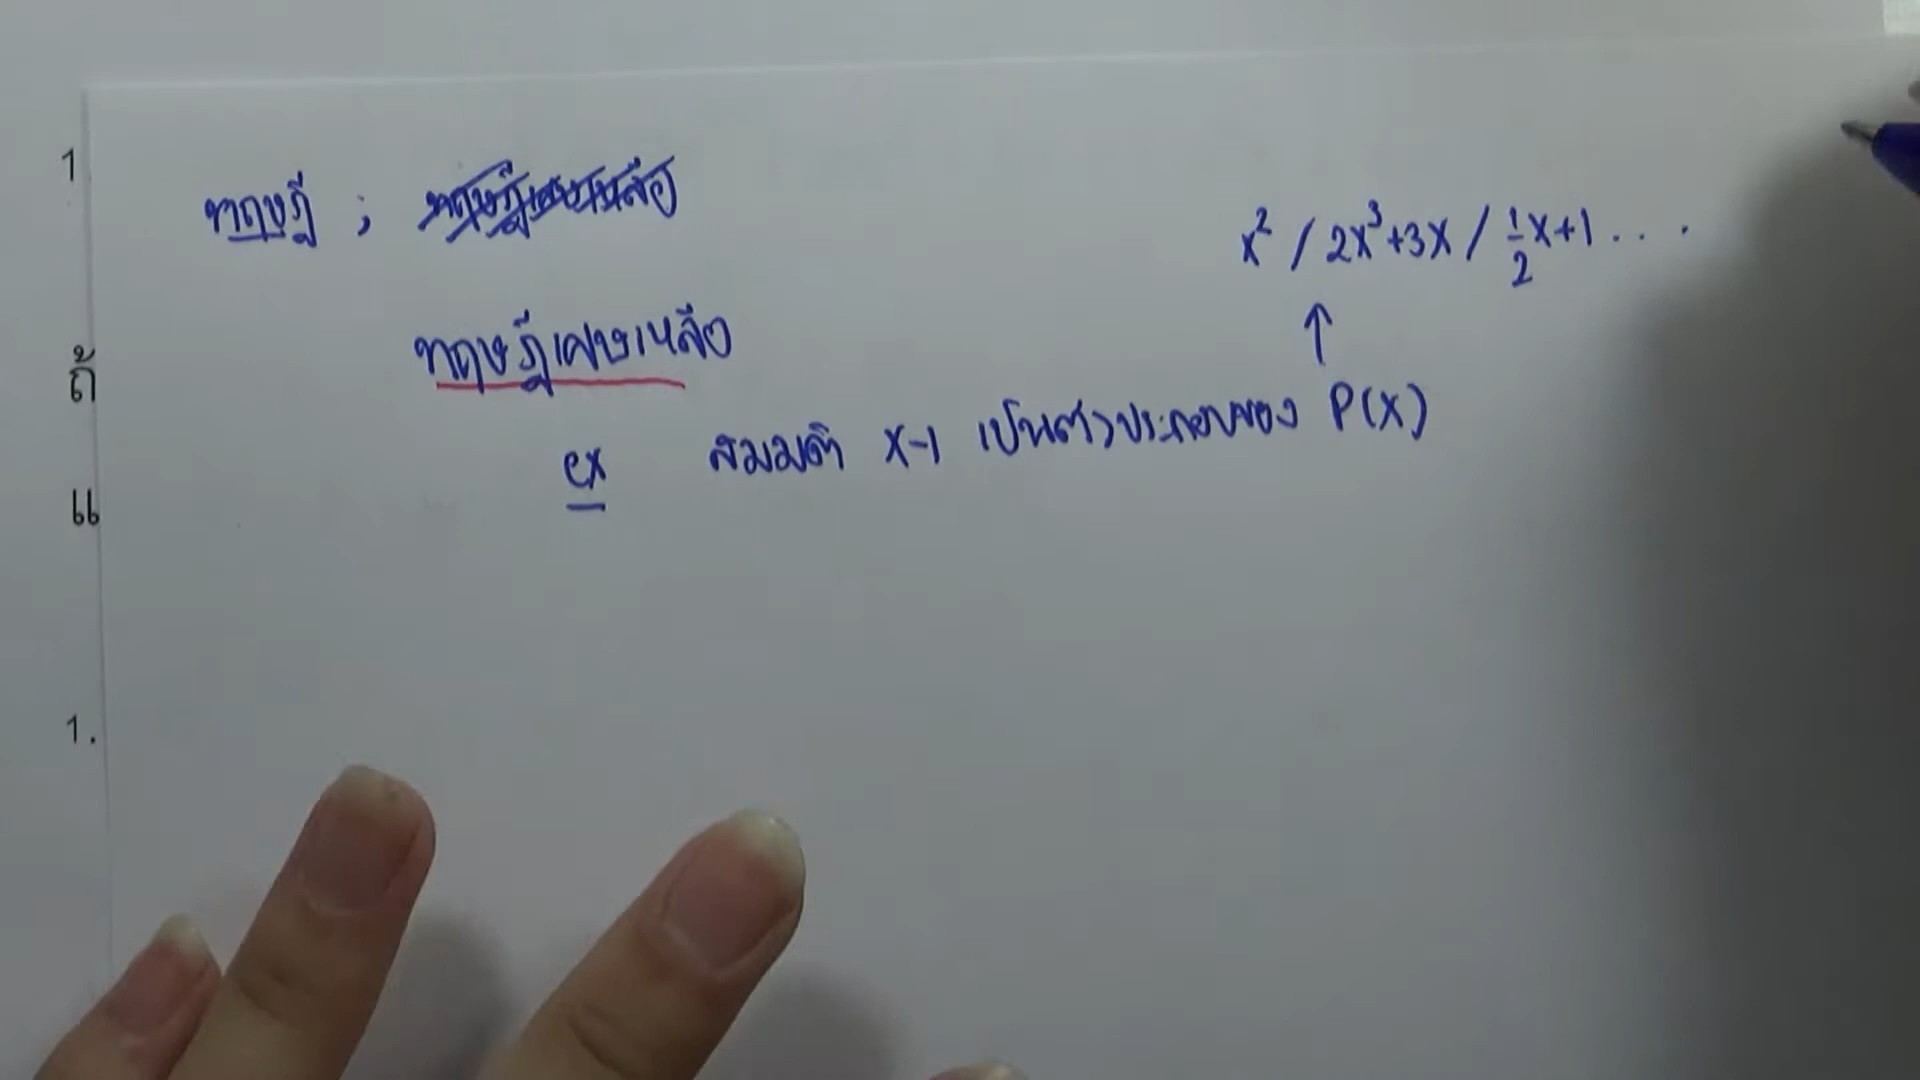 1
ทฤษฎี ; ทฤษฎีเศษเหลือ
x² / 2x³+3x / ½x+1 . . . .
↑
ถ้
ทฤษฎีเศษเหลือ
ex สมมติ x-1 เป็นตัวประกอบของ P(x)
แ
1.